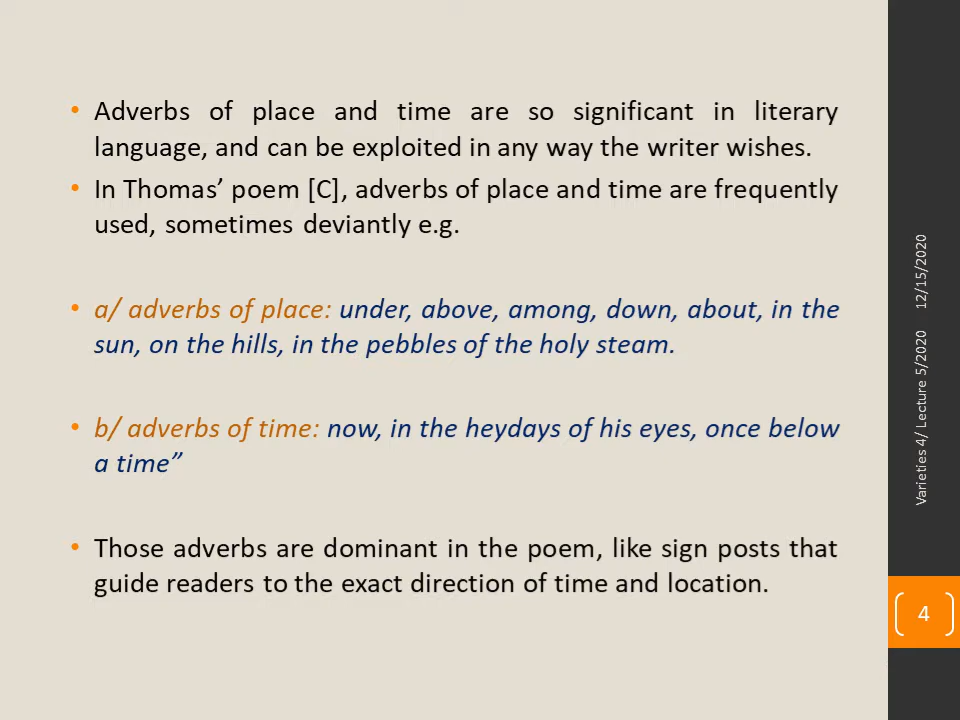 • Adverbs of place and time are so significant in literary
language, and can be exploited in any way the writer wishes.
• In Thomas’ poem [C], adverbs of place and time are frequently
used, sometimes deviantly e.g.
• a/ adverbs of place: under, above, among, down, about, in the
sun, on the hills, in the pebbles of the holy steam.
• b/ adverbs of time: now, in the heydays of his eyes, once below
a time”
• Those adverbs are dominant in the poem, like sign posts that
guide readers to the exact direction of time and location.
Varieties 4/ Lecture 5/2020 12/15/2020
4